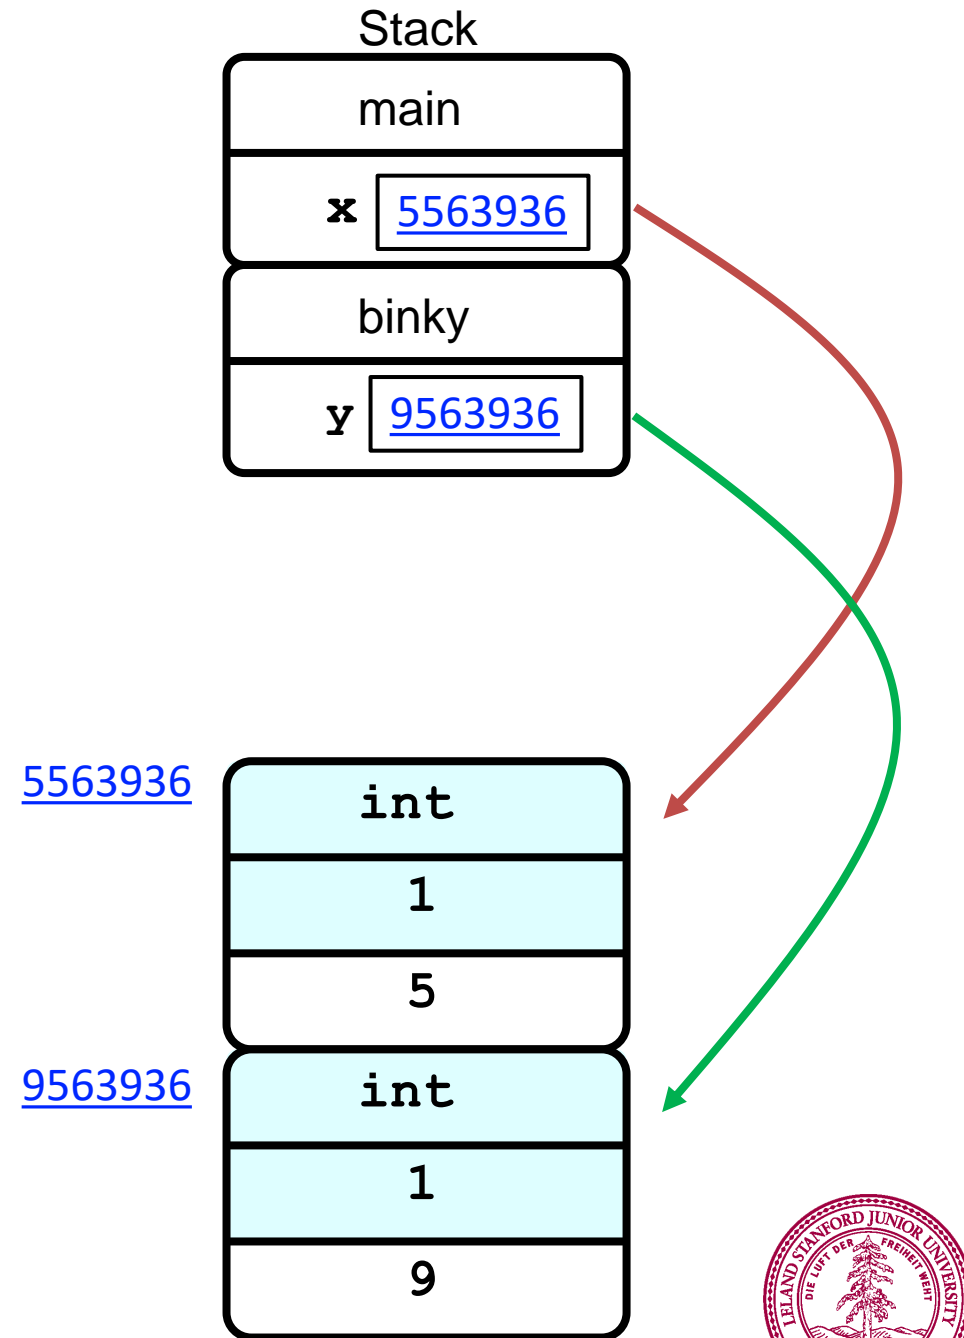 Stack
main
x 5563936
binky
y 9563936
5563936
int
1
5
9563936
int
1
9
LELAND STANFORD JUNIOR UNIVERSITY
DIE LUFT DER FREIHEIT WEHT